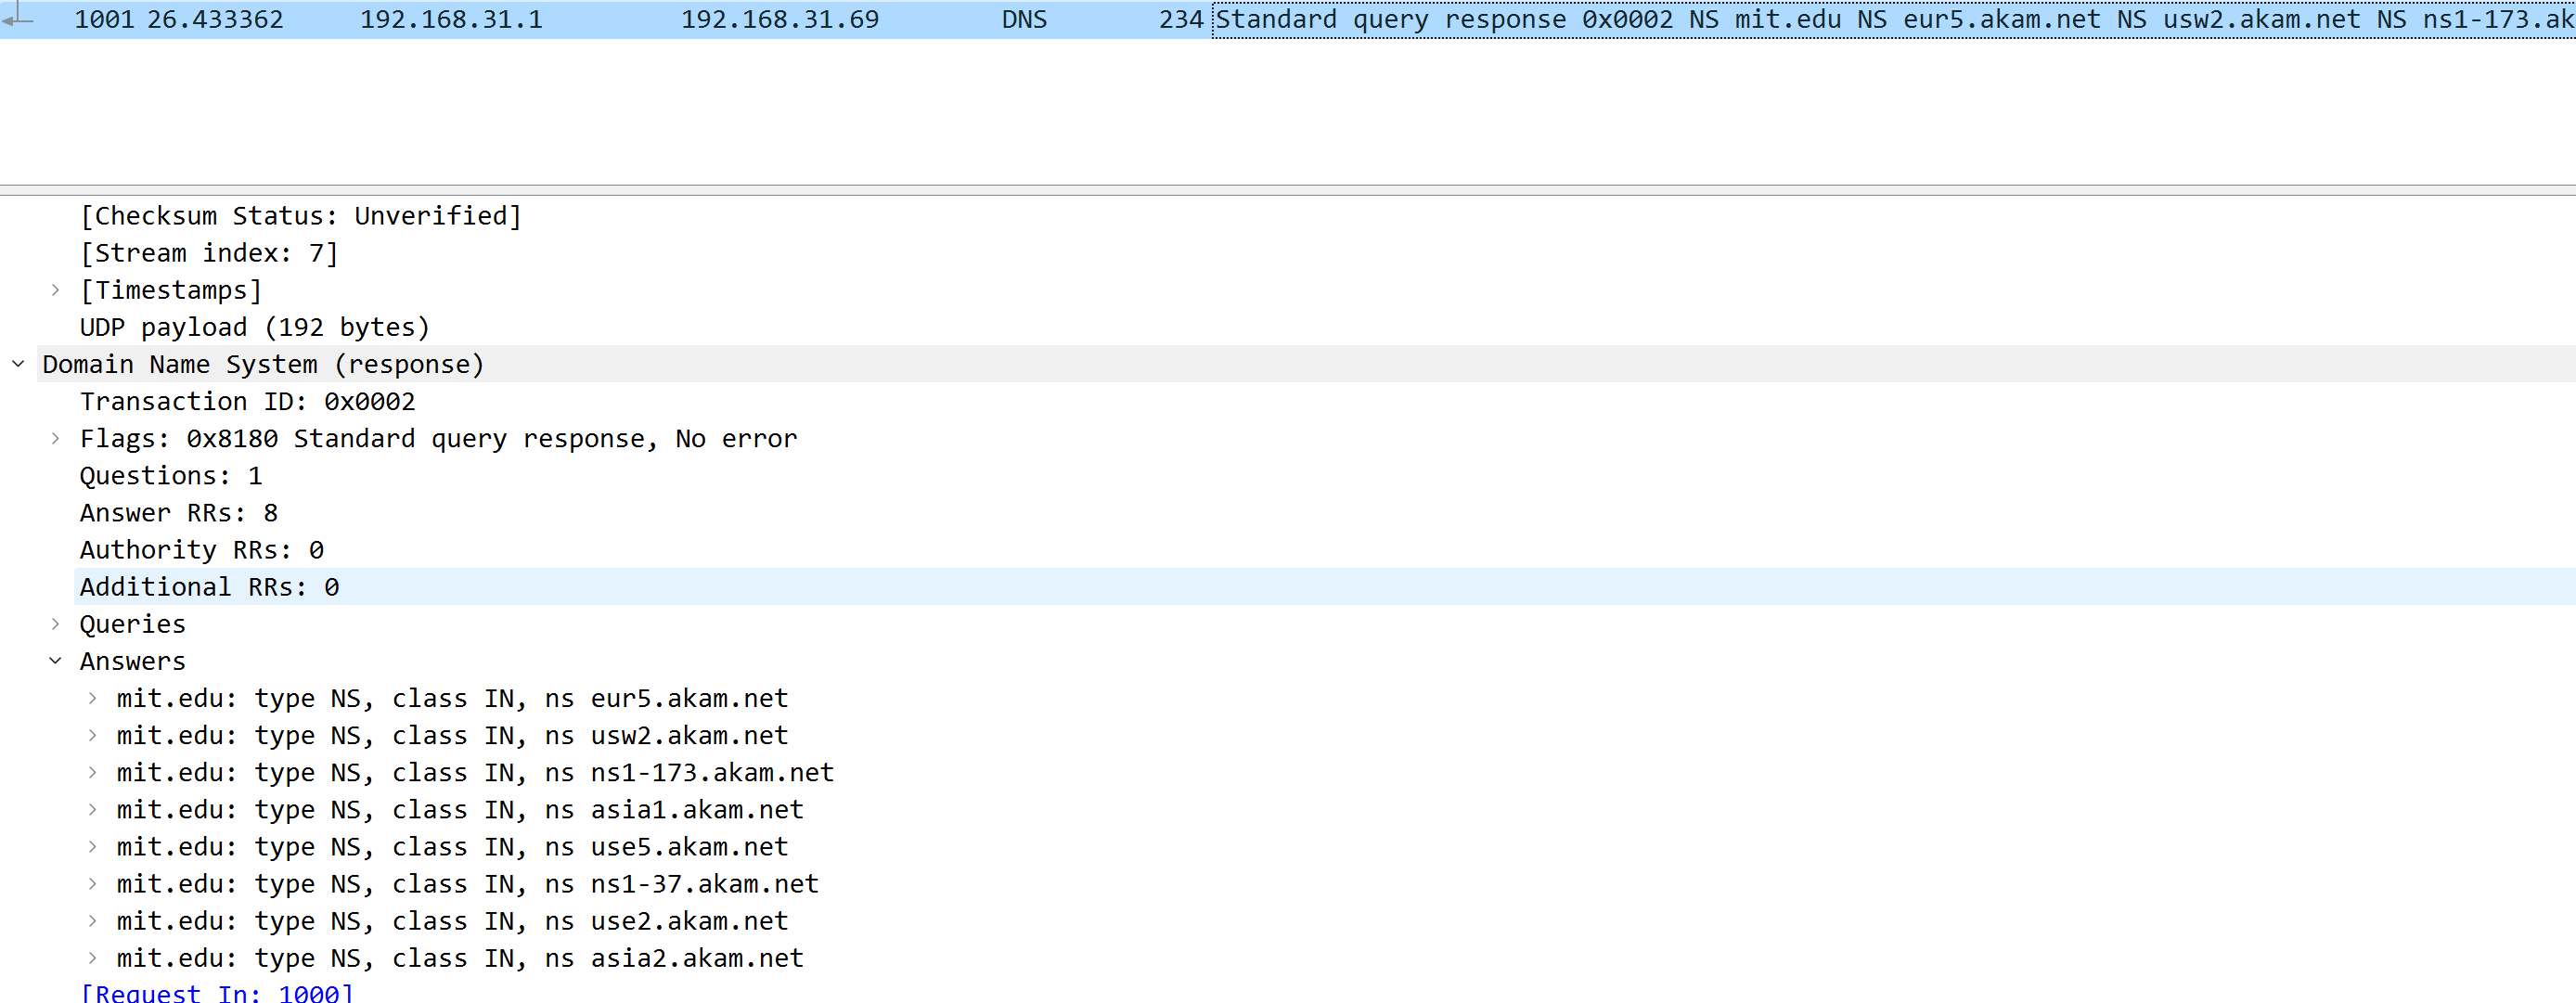 1001 26.433362 192.168.31.1 192.168.31.69 DNS 234 Standard query response 0x0002 NS mit.edu NS eur5.akam.net NS usw2.akam.net NS ns1-173.ak
[Checksum Status: Unverified]
[Stream index: 7]
[Timestamps]
UDP payload (192 bytes)
Domain Name System (response)
Transaction ID: 0x0002
Flags: 0x8180 Standard query response, No error
Questions: 1
Answer RRs: 8
Authority RRs: 0
Additional RRs: 0
Queries
Answers
mit.edu: type NS, class IN, ns eur5.akam.net
mit.edu: type NS, class IN, ns usw2.akam.net
mit.edu: type NS, class IN, ns ns1-173.akam.net
mit.edu: type NS, class IN, ns asia1.akam.net
mit.edu: type NS, class IN, ns use5.akam.net
mit.edu: type NS, class IN, ns ns1-37.akam.net
mit.edu: type NS, class IN, ns use2.akam.net
mit.edu: type NS, class IN, ns asia2.akam.net
[Request In: 1000]